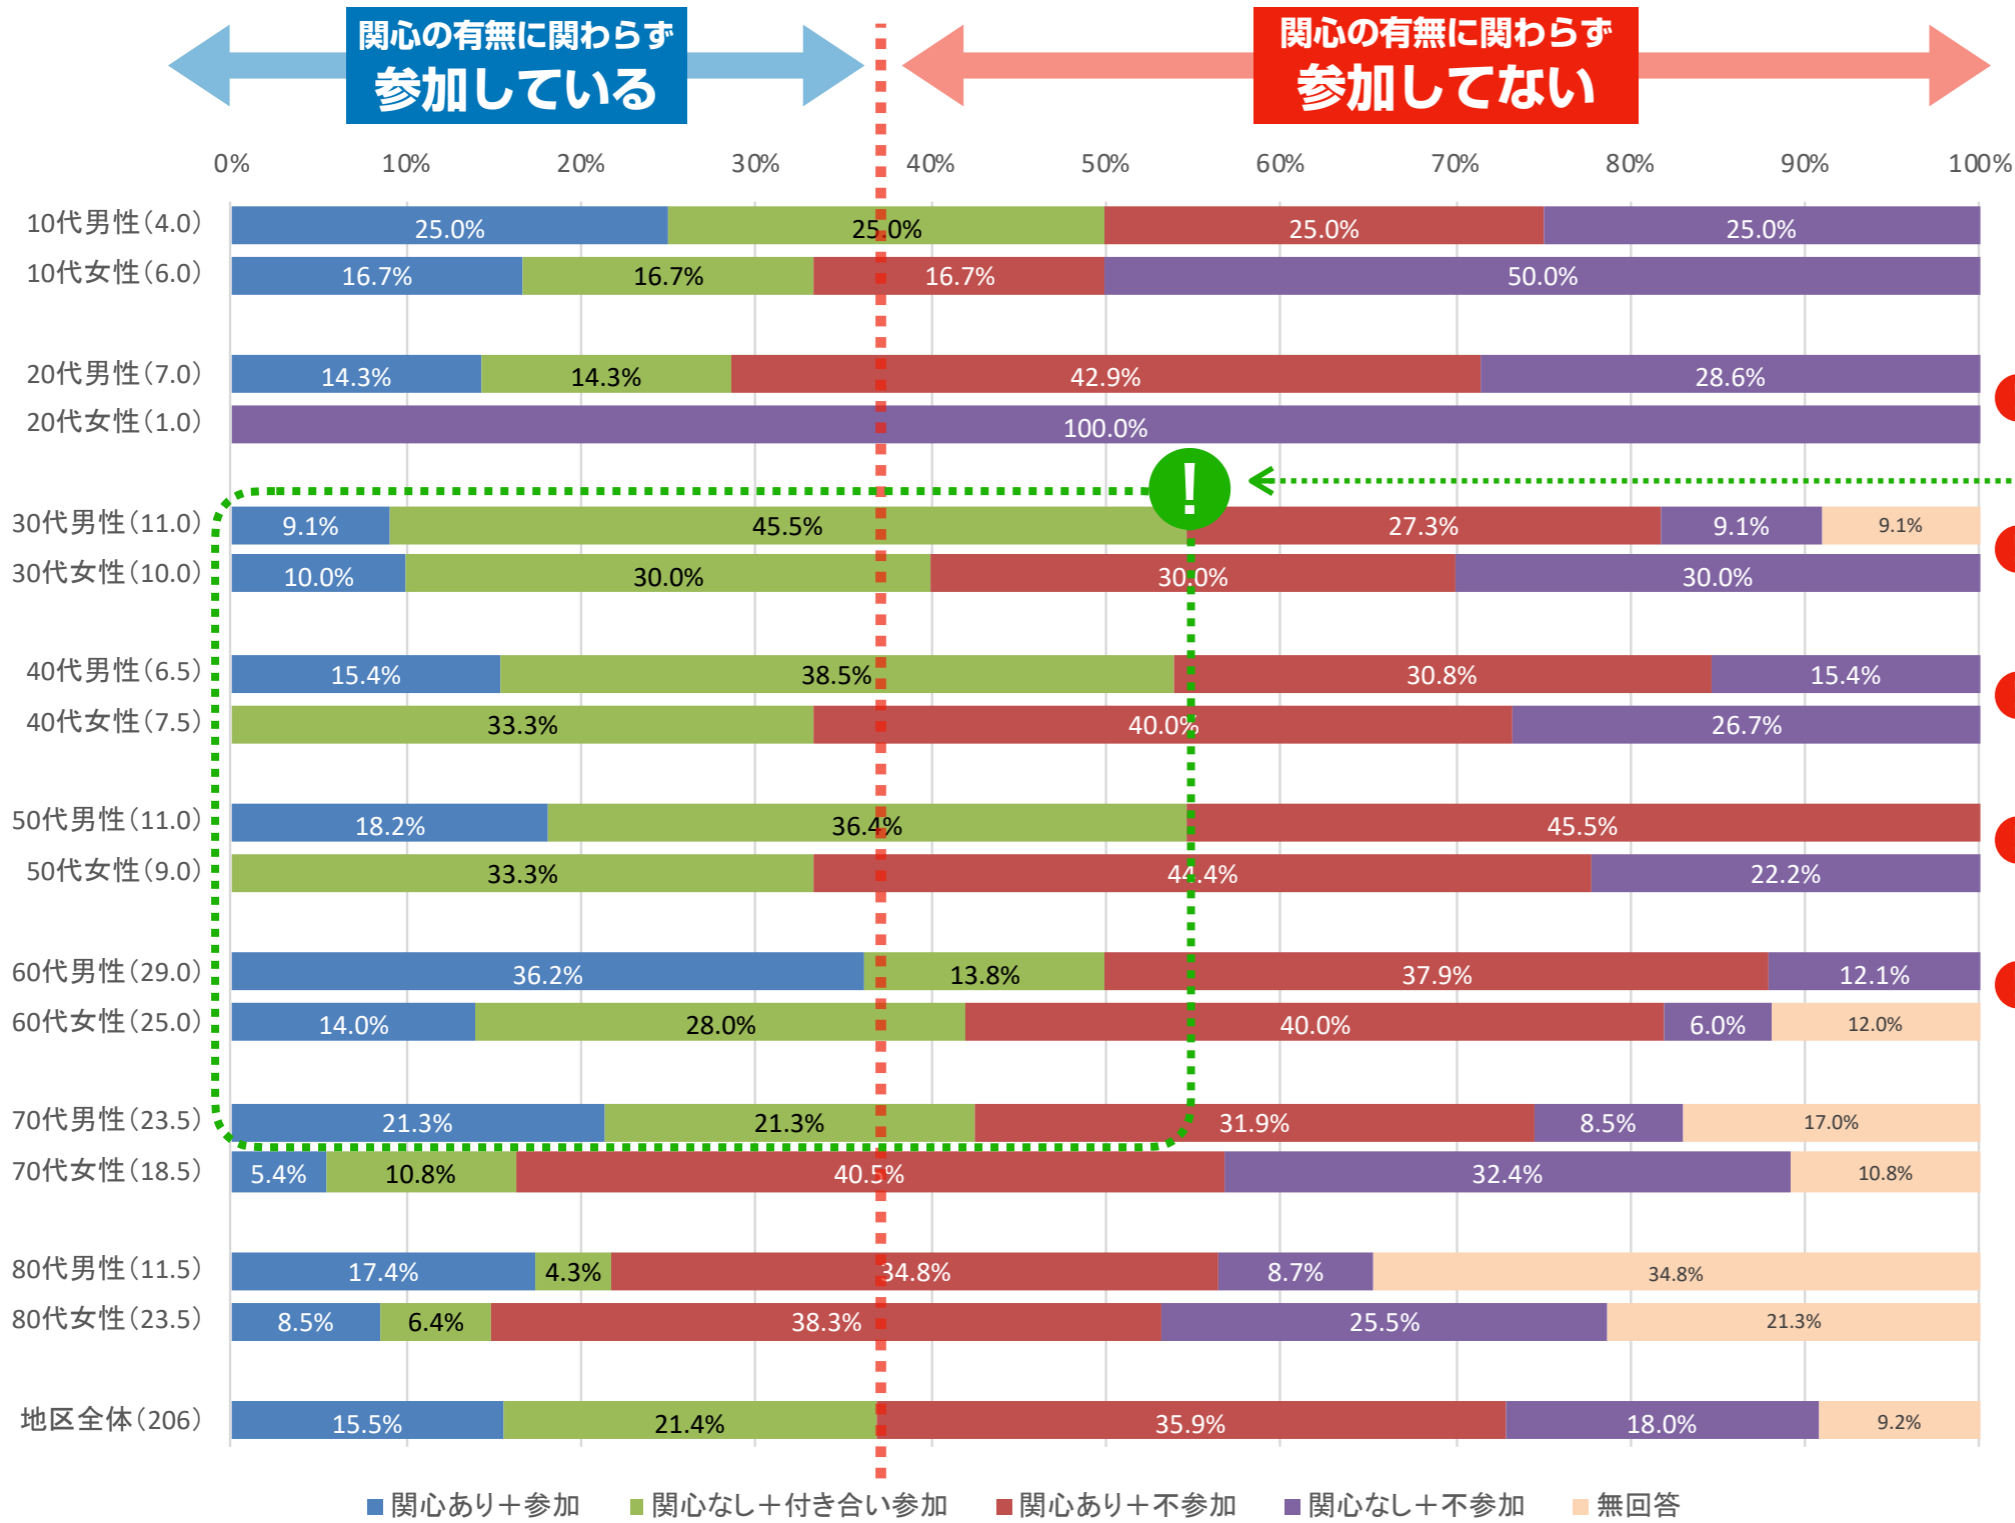 関心の有無に関わらず
参加している
関心の有無に関わらず
参加してない
0% 10% 20% 30% 40% 50% 60% 70% 80% 90% 100%
10代男性(4.0) 25.0% 25.0% 25.0% 25.0%
10代女性(6.0) 16.7% 16.7% 16.7% 50.0%
20代男性(7.0) 14.3% 14.3% 42.9% 28.6%
20代女性(1.0) 100.0%
!
30代男性(11.0) 9.1% 45.5% 27.3% 9.1% 9.1%
30代女性(10.0) 10.0% 30.0% 30.0% 30.0%
40代男性(6.5) 15.4% 38.5% 30.8% 15.4%
40代女性(7.5) 33.3% 40.0% 26.7%
50代男性(11.0) 18.2% 36.4% 45.5%
50代女性(9.0) 33.3% 44.4% 22.2%
60代男性(29.0) 36.2% 13.8% 37.9% 12.1%
60代女性(25.0) 14.0% 28.0% 40.0% 6.0% 12.0%
70代男性(23.5) 21.3% 21.3% 31.9% 8.5% 17.0%
70代女性(18.5) 5.4% 10.8% 40.5% 32.4% 10.8%
80代男性(11.5) 17.4% 4.3% 34.8% 8.7% 34.8%
80代女性(23.5) 8.5% 6.4% 38.3% 25.5% 21.3%
地区全体(206) 15.5% 21.4% 35.9% 18.0% 9.2%
関心あり＋参加 関心なし＋付き合い参加 関心あり＋不参加 関心なし＋不参加 無回答